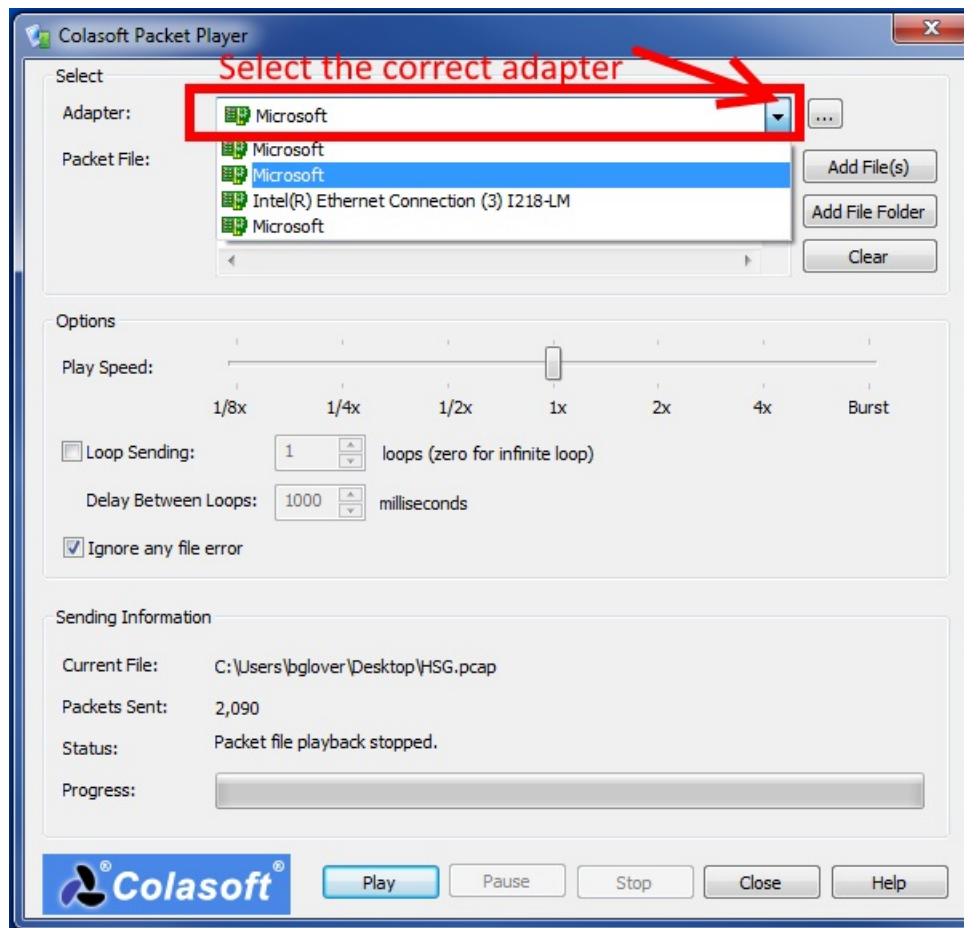 Colasoft Packet Player
x
Select
Select the correct adapter
Adapter:
Microsoft
...
Packet File:
Microsoft
Microsoft
Intel(R) Ethernet Connection (3) I218-LM
Microsoft
Add File(s)
Add File Folder
Clear
Options
Play Speed:
1/8x 1/4x 1/2x 1x 2x 4x Burst
Loop Sending: 1 loops (zero for infinite loop)
Delay Between Loops: 1000 milliseconds
Ignore any file error
Sending Information
Current File: C:\Users\bglover\Desktop\HSG.pcap
Packets Sent: 2,090
Status: Packet file playback stopped.
Progress:
®Colasoft® Play Pause Stop Close Help